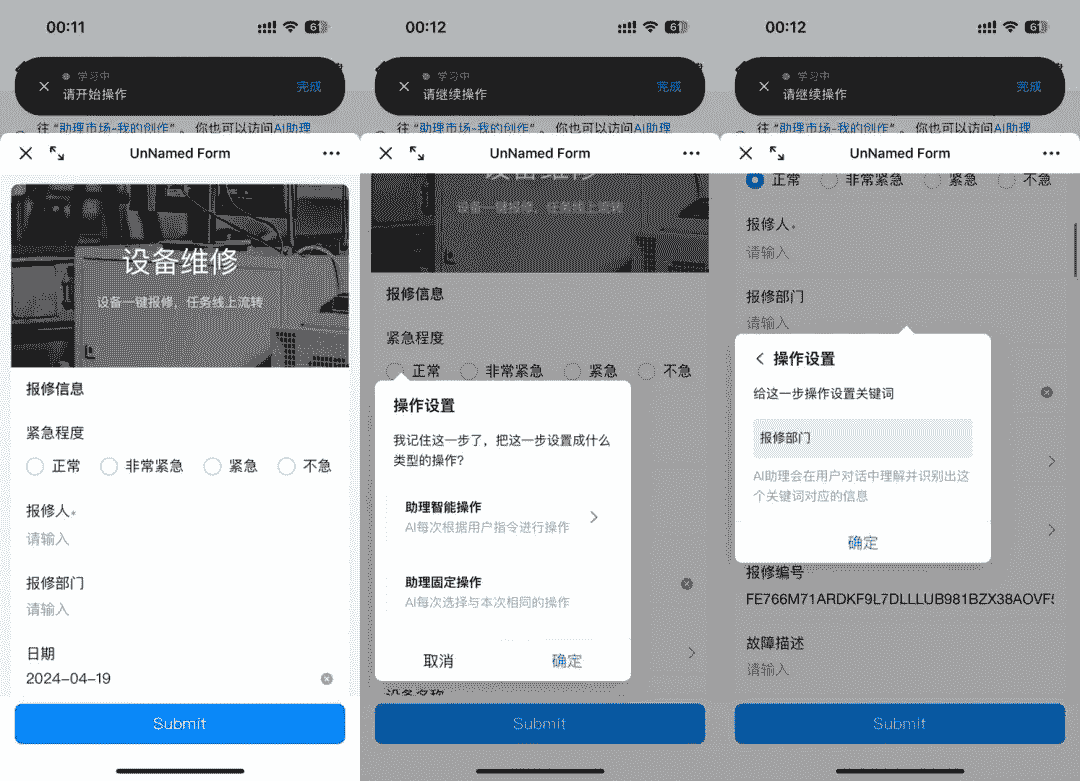 00:11
61
学习中
请开始操作
完成
往 “助理市场-我的创作” 。你也可以访问AI助理
UnNamed Form
设备维修
设备一键报修，任务线上流转
报修信息
紧急程度
正常 非常紧急 紧急 不急
报修人*
请输入
报修部门
请输入
日期
2024-04-19
Submit
00:12
61
学习中
请继续操作
完成
往 “助理市场-我的创作” 。你也可以访问AI助理
UnNamed Form
设备维修
设备一键报修，任务线上流转
报修信息
紧急程度
正常 非常紧急 紧急 不急
操作设置
我记住这一步了，把这一步设置成什么
类型的操作?
助理智能操作
AI每次根据用户指令进行操作
助理固定操作
AI每次选择与本次相同的操作
取消 确定
Submit
00:12
61
学习中
请继续操作
完成
往 “助理市场-我的创作” 。你也可以访问AI助理
UnNamed Form
正常 非常紧急 紧急 不急
报修人*
请输入
报修部门
请输入
操作设置
给这一步操作设置关键词
报修部门
AI助理会在用户对话中理解并识别出这
个关键词对应的信息
确定
报修编号
FE766M71ARDKF9L7DLLLUB981BZX38AOVF
故障描述
请输入
Submit